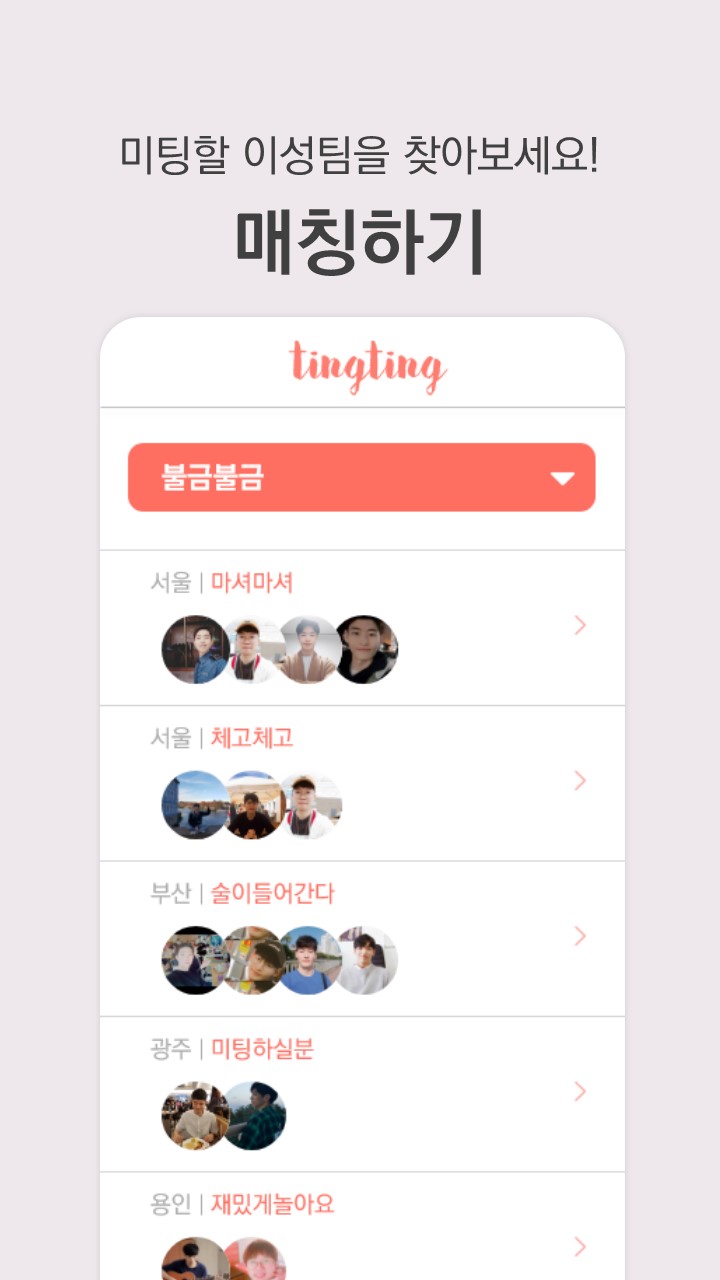 미팅할 이성팀을 찾아보세요!
매칭하기
tingting
불금불금
서울 | 마셔마셔
서울 | 체고체고
부산 | 술이들어간다
광주 | 미팅하실분
용인 | 재밌게놀아요